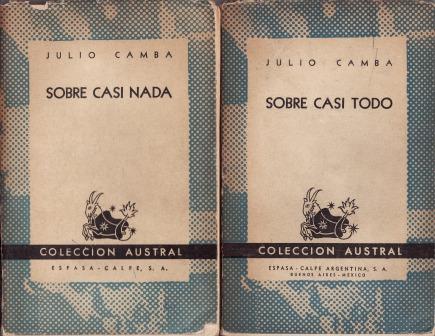 JULIO CAMBA
SOBRE CASI NADA
COLECCION AUSTRAL
ESPASA-CALPE, S. A.
JULIO CAMBA
SOBRE CASI TODO
COLECCION AUSTRAL
ESPASA-CALPE ARGENTINA, S. A.
BUENOS AIRES-MEXICO